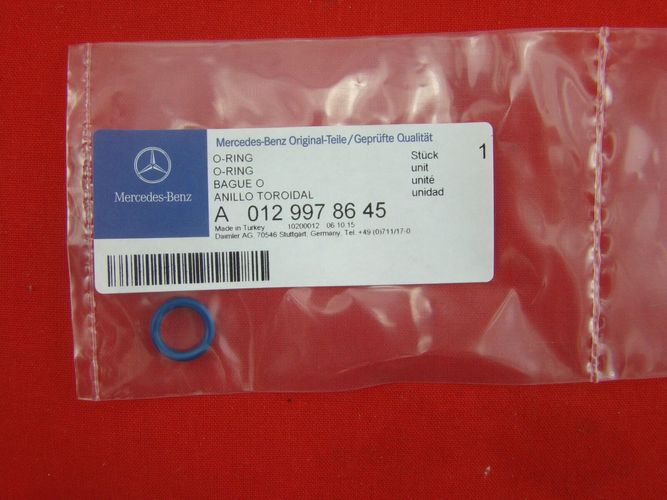 Mercedes-Benz
Mercedes-Benz Original-Teile/Geprüfte Qualität
O-RING Stück 1
O-RING unit
BAGUE O unité
ANILLO TOROIDAL unidad
A 012 997 86 45
Made in Turkey 10200012 06.10.15
Daimler AG, 70546 Stuttgart, Germany. Tel. +49 (0)711/17-0